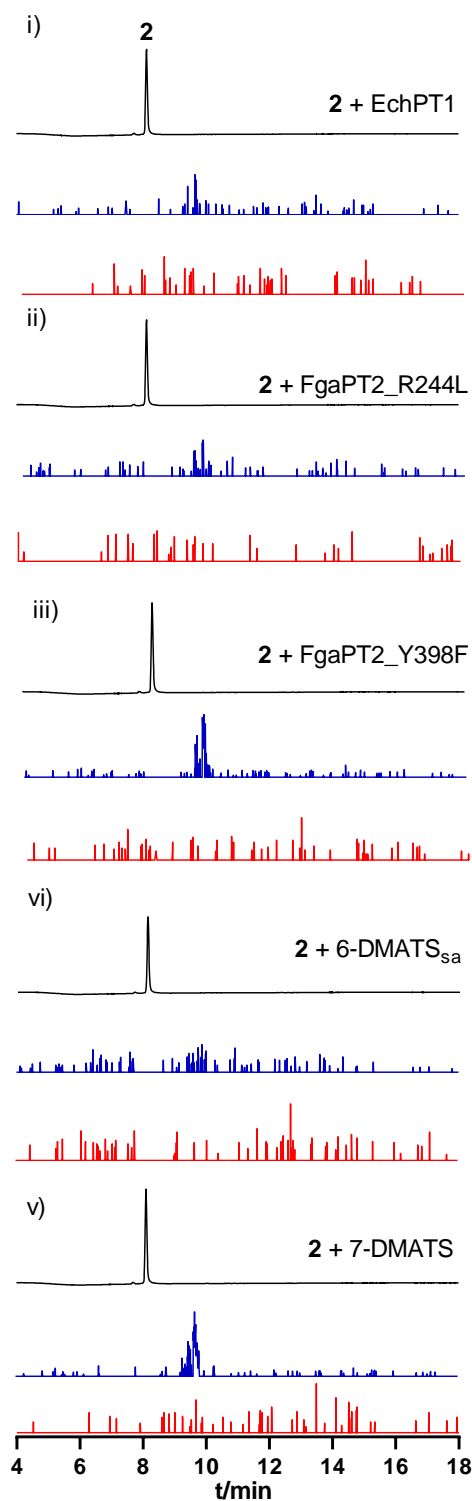 i)
2
2 + EchPT1
ii)
2 + FgaPT2_R244L
iii)
2 + FgaPT2_Y398F
vi)
2 + 6-DMATSsa
v)
2 + 7-DMATS
4 6 8 10 12 14 16 18
t/min